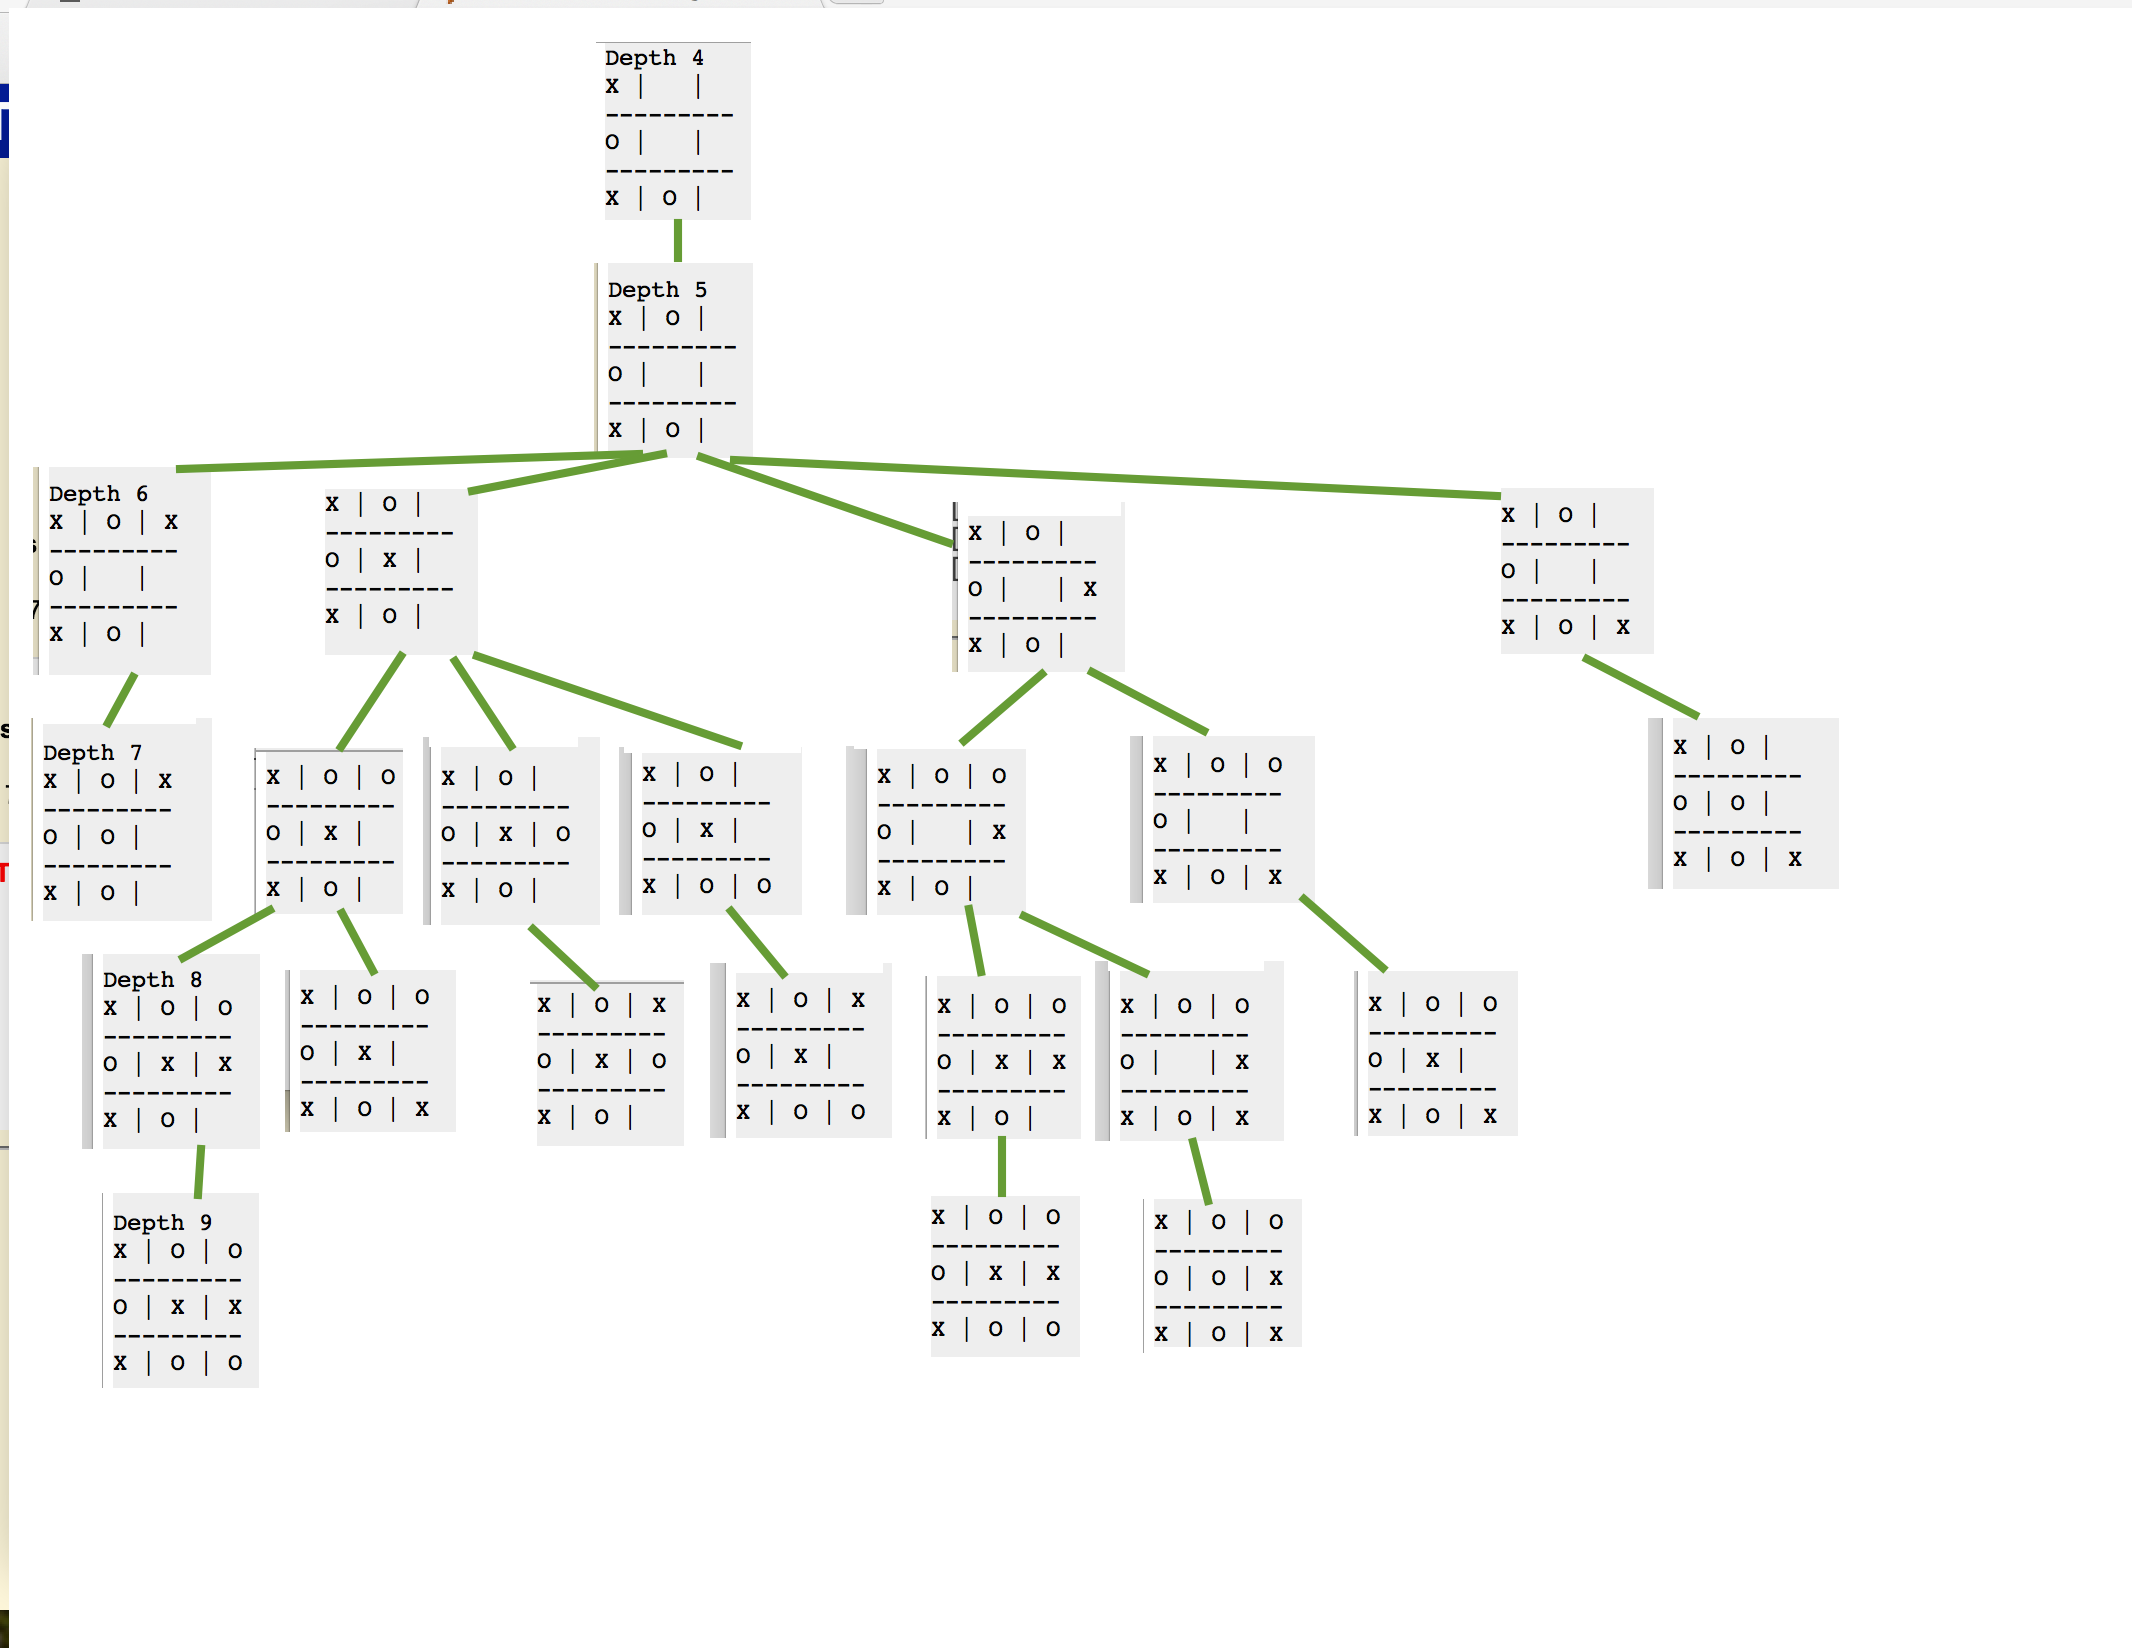 Depth 4
x |   |
---------
o |   |
---------
x | o |
Depth 5
x | o |
---------
o |   |
---------
x | o |
Depth 6
x | o | x
---------
o |   |
---------
x | o |
x | o |
---------
o | x |
---------
x | o |
x | o |
---------
o |   | x
---------
x | o |
x | o |
---------
o |   |
---------
x | o | x
Depth 7
x | o | x
---------
o | o |
---------
x | o |
x | o | o
---------
o | x |
---------
x | o |
x | o |
---------
o | x | o
---------
x | o |
x | o |
---------
o | x |
---------
x | o | o
x | o | o
---------
o |   | x
---------
x | o |
x | o | o
---------
o |   |
---------
x | o | x
x | o |
---------
o | o |
---------
x | o | x
Depth 8
x | o | o
---------
o | x | x
---------
x | o |
x | o | o
---------
o | x |
---------
x | o | x
x | o | x
---------
o | x | o
---------
x | o |
x | o | x
---------
o | x |
---------
x | o | o
x | o | o
---------
o | x | x
---------
x | o |
x | o | o
---------
o |   | x
---------
x | o | x
x | o | o
---------
o | x |
---------
x | o | x
Depth 9
x | o | o
---------
o | x | x
---------
x | o | o
x | o | o
---------
o | x | x
---------
x | o | o
x | o | o
---------
o | o | x
---------
x | o | x